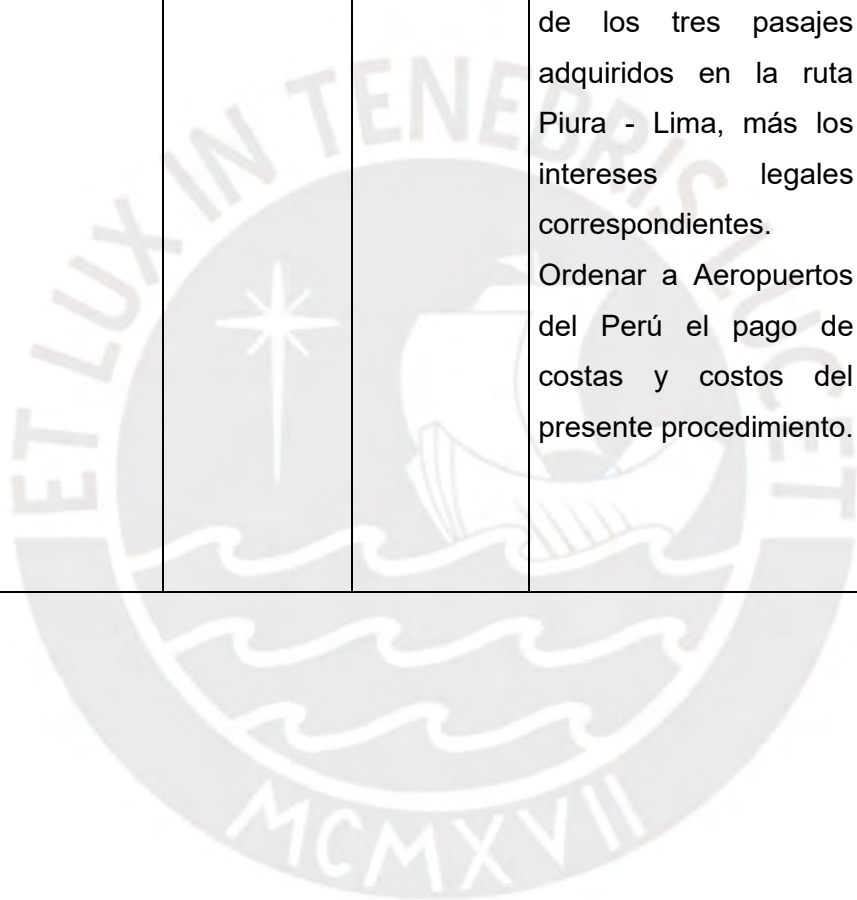 de los tres pasajes
adquiridos en la ruta
Piura - Lima, más los
intereses legales
correspondientes.
Ordenar a Aeropuertos
del Perú el pago de
costas y costos del
presente procedimiento.
ET LUX IN TENEBRIS LUCET
MCMXVII